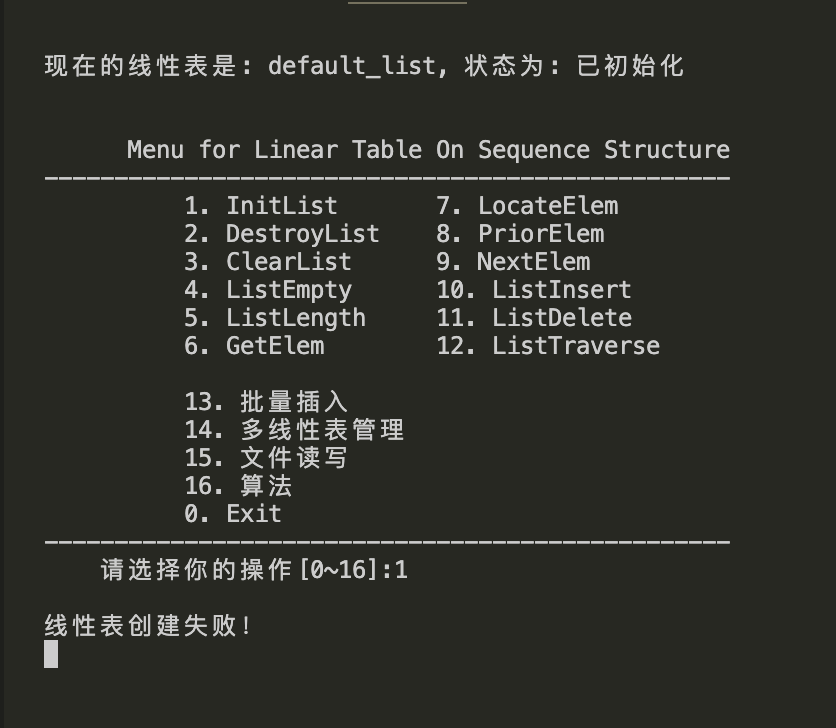 现在的线性表是: default_list, 状态为: 已初始化
Menu for Linear Table On Sequence Structure
-------------------------------------------------
1. InitList 7. LocateElem
2. DestroyList 8. PriorElem
3. ClearList 9. NextElem
4. ListEmpty 10. ListInsert
5. ListLength 11. ListDelete
6. GetElem 12. ListTraverse
13. 批量插入
14. 多线性表管理
15. 文件读写
16. 算法
0. Exit
-------------------------------------------------
请选择你的操作[0~16]:1
线性表创建失败!